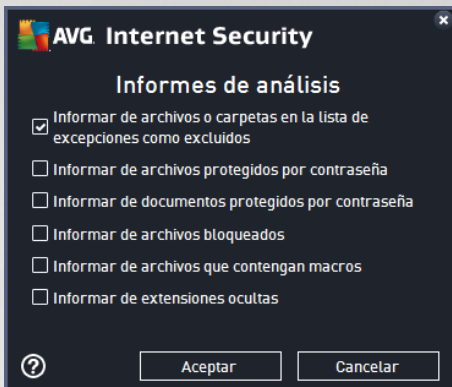 AVG Internet Security
Informes de análisis
Informar de archivos o carpetas en la lista de
excepciones como excluidos
Informar de archivos protegidos por contraseña
Informar de documentos protegidos por contraseña
Informar de archivos bloqueados
Informar de archivos que contengan macros
Informar de extensiones ocultas
? Aceptar Cancelar